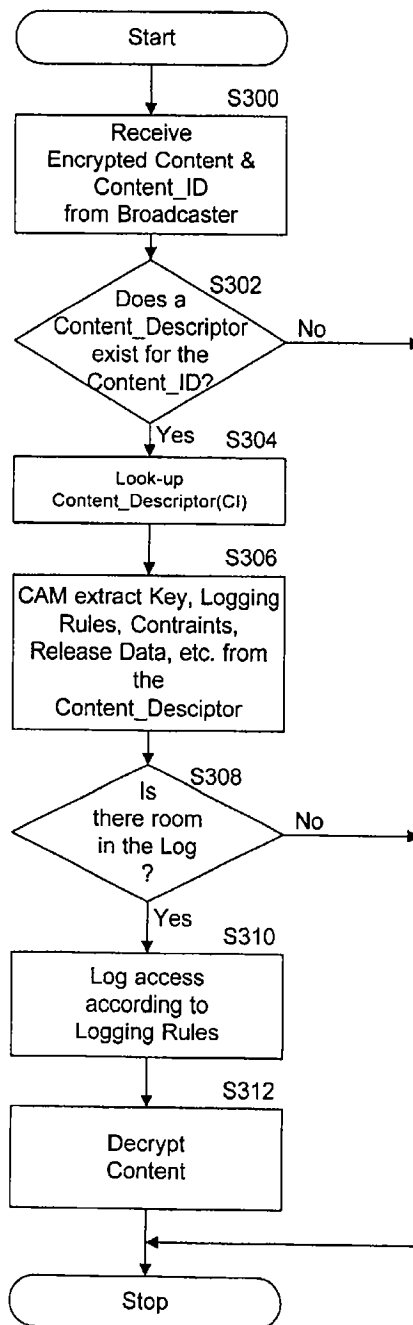 Start
S300
Receive
Encrypted Content &
Content_ID
from Broadcaster
S302
Does a
Content_Descriptor
exist for the
Content_ID?
No
Yes
S304
Look-up
Content_Descriptor(CI)
S306
CAM extract Key, Logging
Rules, Contraints,
Release Data, etc. from
the
Content_Desciptor
S308
Is
there room
in the Log
?
No
Yes
S310
Log access
according to
Logging Rules
S312
Decrypt
Content
Stop